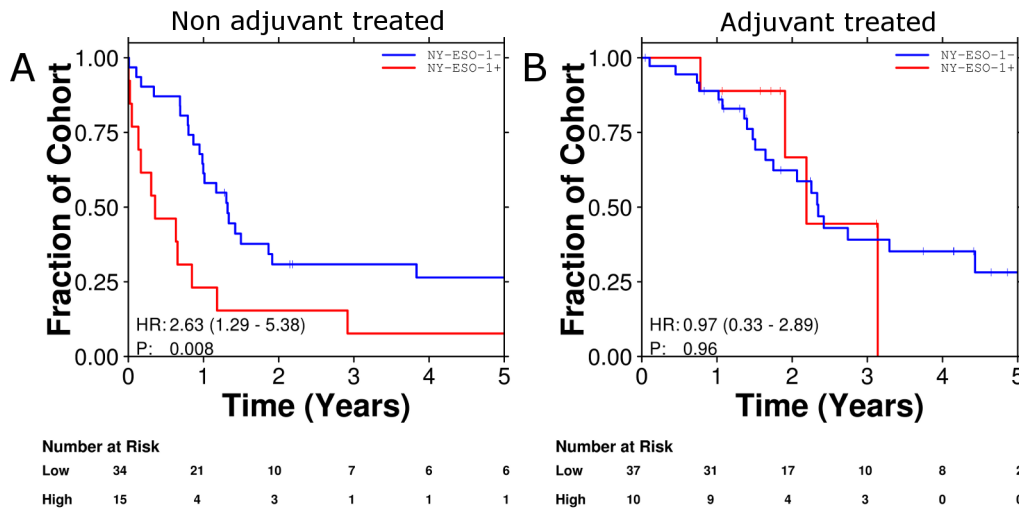 Non adjuvant treated
A
NY-ESO-1-
NY-ESO-1+
Fraction of Cohort
1.00
0.75
0.50
0.25
0.00
HR: 2.63 (1.29 - 5.38)
P: 0.008
0 1 2 3 4 5
Time (Years)
Number at Risk
Low 34 21 10 7 6 6
High 15 4 3 1 1 1
Adjuvant treated
B
NY-ESO-1-
NY-ESO-1+
Fraction of Cohort
1.00
0.75
0.50
0.25
0.00
HR: 0.97 (0.33 - 2.89)
P: 0.96
0 1 2 3 4 5
Time (Years)
Number at Risk
Low 37 31 17 10 8 2
High 10 9 4 3 0 0